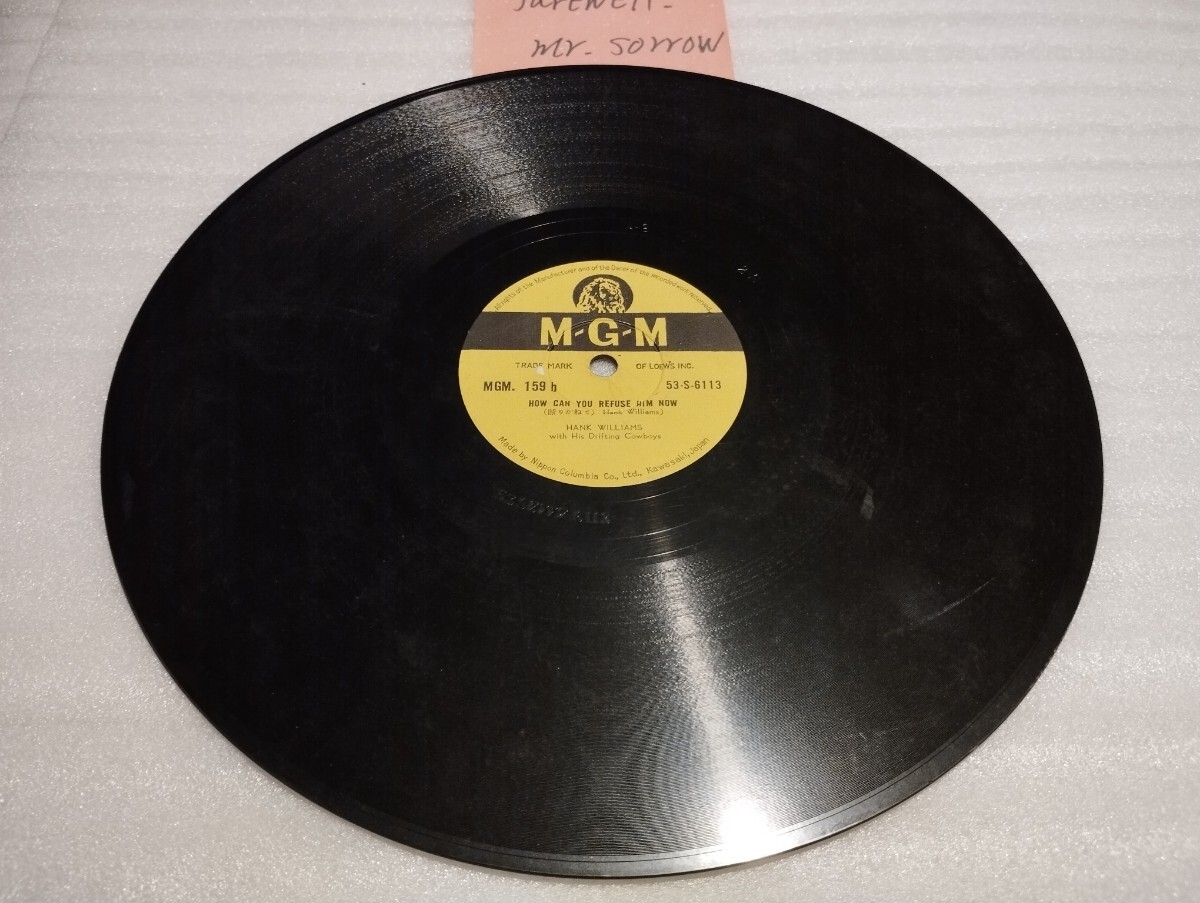 farewell-
mr. sorrow
All rights of the Manufacturer and of the Owner of the recorded work reserved.
M-G-M
TRADE MARK OF LOEW'S INC.
MGM. 159 b 53-S-6113
HOW CAN YOU REFUSE HIM NOW
Hank Williams)
HANK WILLIAMS
with His Drifting Cowboys
Made by Nippon Columbia Co., Ltd., Kawasaki, Japan